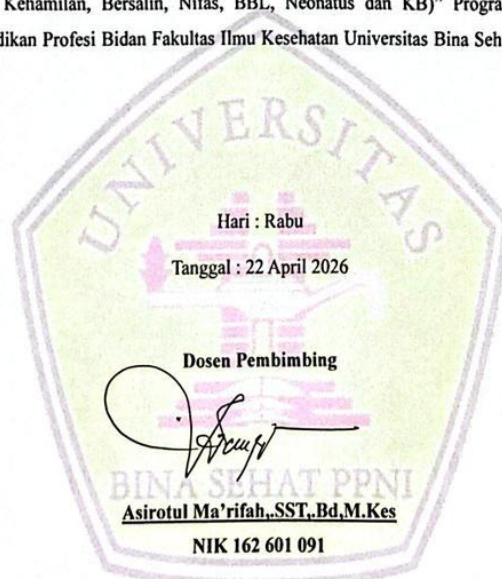 Kehamilan, Bersalin, Nifas, BBL, Neonatus dan KB)" Progra
dikan Profesi Bidan Fakultas Ilmu Kesehatan Universitas Bina Seh
UNIVERSITAS
Hari : Rabu
Tanggal : 22 April 2026
Dosen Pembimbing
BINA SEHAT PPNI
Asirotul Ma'rifah,.SST,.Bd,M.Kes
NIK 162 601 091